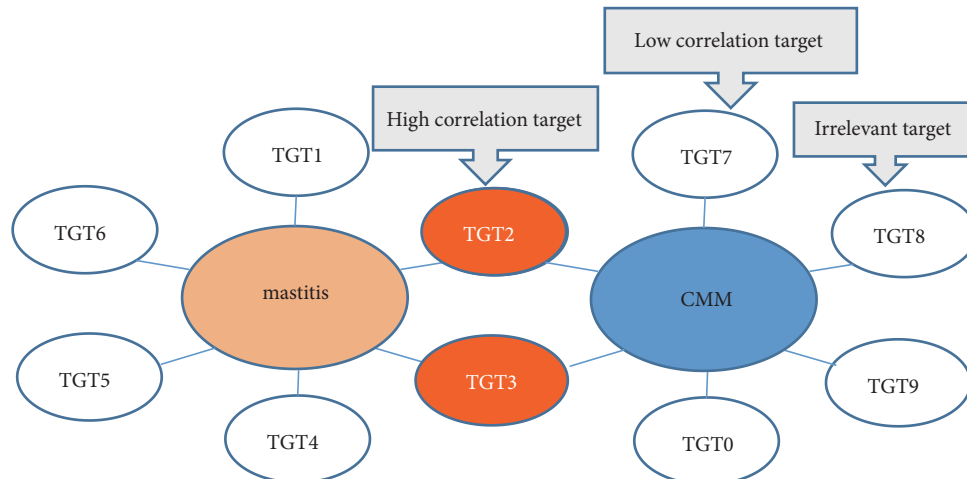 Low correlation target
High correlation target
Irrelevant target
TGT1
TGT7
TGT6
TGT2
TGT8
mastitis
CMM
TGT5
TGT3
TGT9
TGT4
TGT0